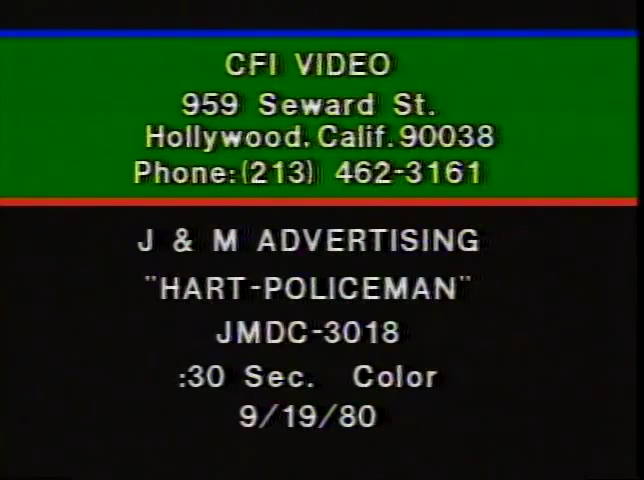 CFI VIDEO
959 Seward St.
Hollywood, Calif. 90038
Phone: (213) 462-3161
J & M ADVERTISING
"HART-POLICEMAN"
JMDC-3018
:30 Sec. Color
9/19/80